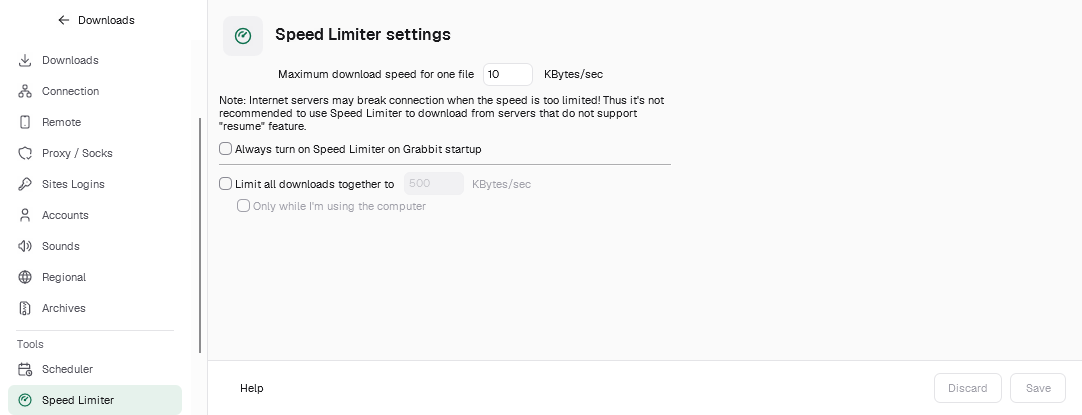 Downloads
Downloads
Connection
Remote
Proxy / Socks
Sites Logins
Accounts
Sounds
Regional
Archives
Tools
Scheduler
Speed Limiter
Speed Limiter settings
Maximum download speed for one file 10 KBytes/sec
Note: Internet servers may break connection when the speed is too limited! Thus it's not
recommended to use Speed Limiter to download from servers that do not support
"resume" feature.
Always turn on Speed Limiter on Grabbit startup
Limit all downloads together to 500 KBytes/sec
Only while I'm using the computer
Help
Discard
Save